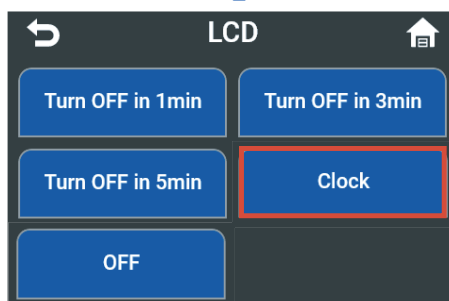 LCD
Turn OFF in 1min
Turn OFF in 3min
Turn OFF in 5min
Clock
OFF